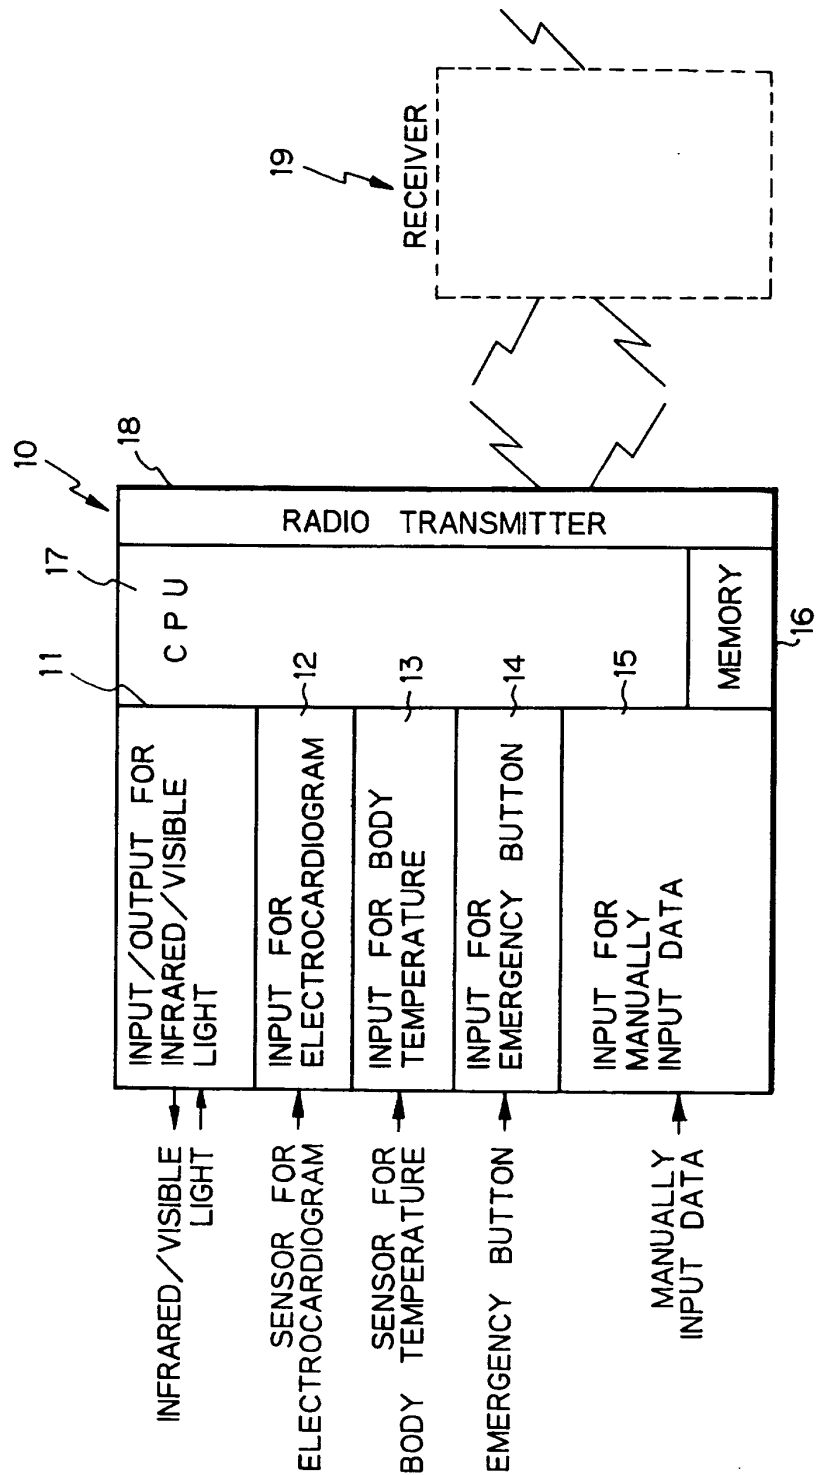 INFRARED/VISIBLE
LIGHT
SENSOR FOR
ELECTROCARDIOGRAM
SENSOR FOR
BODY TEMPERATURE
EMERGENCY BUTTON
MANUALLY
INPUT DATA
INPUT/OUTPUT FOR
INFRARED/VISIBLE
LIGHT
11
INPUT FOR
ELECTROCARDIOGRAM
12
INPUT FOR BODY
TEMPERATURE
13
INPUT FOR
EMERGENCY BUTTON
14
INPUT FOR
MANUALLY
INPUT DATA
15
17
CPU
MEMORY
16
10
18
RADIO TRANSMITTER
19
RECEIVER